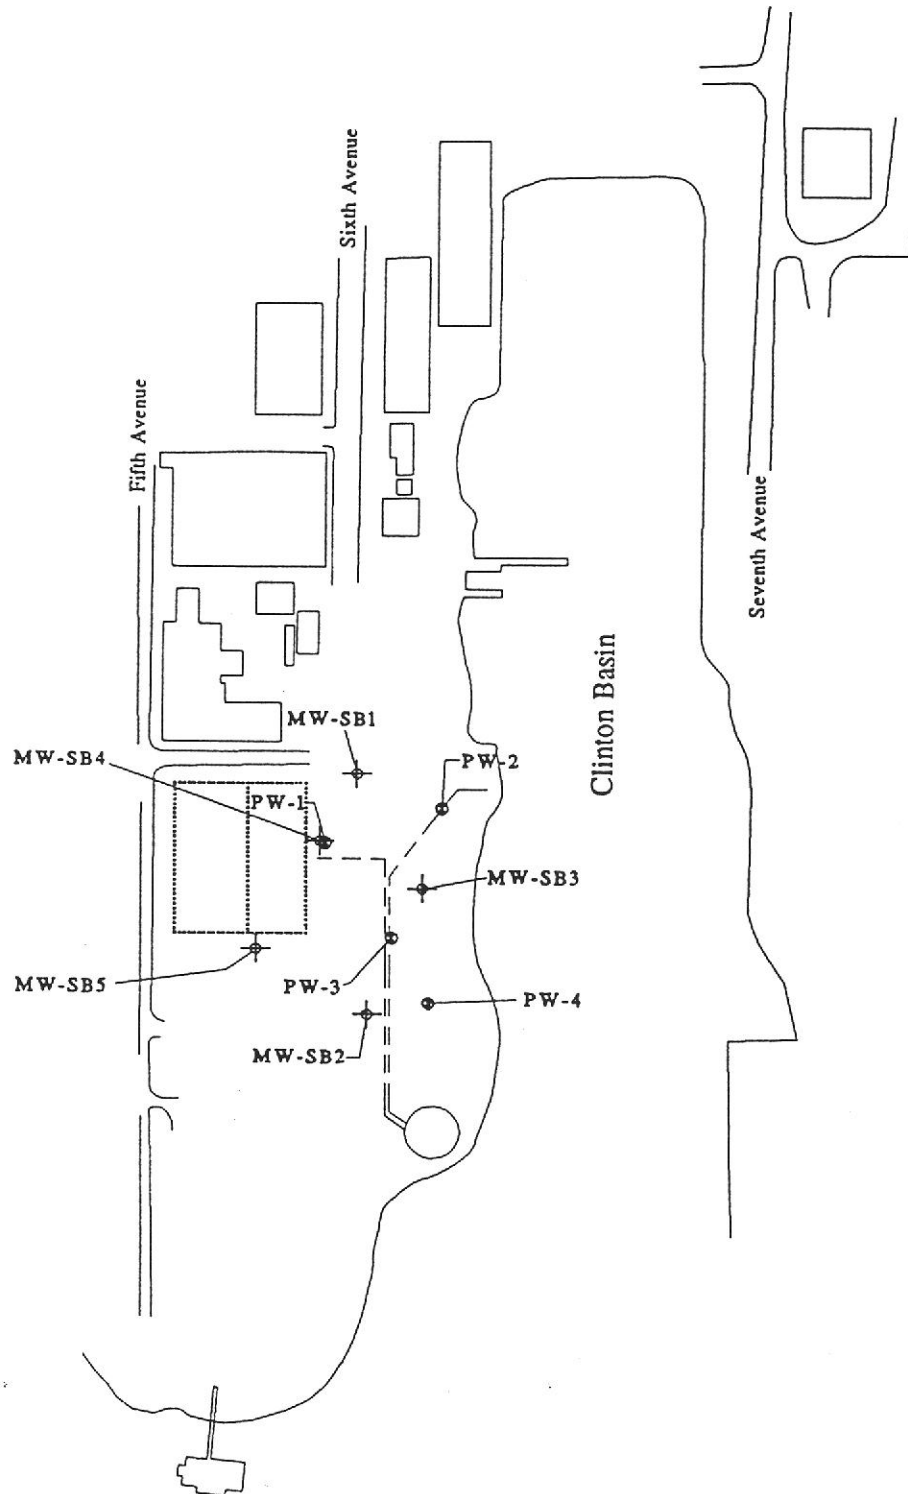 Sixth Avenue
Fifth Avenue
Seventh Avenue
Clinton Basin
MW-SB1
MW-SB4
PW-2
PW-1
MW-SB3
MW-SB5
PW-3
PW-4
MW-SB2